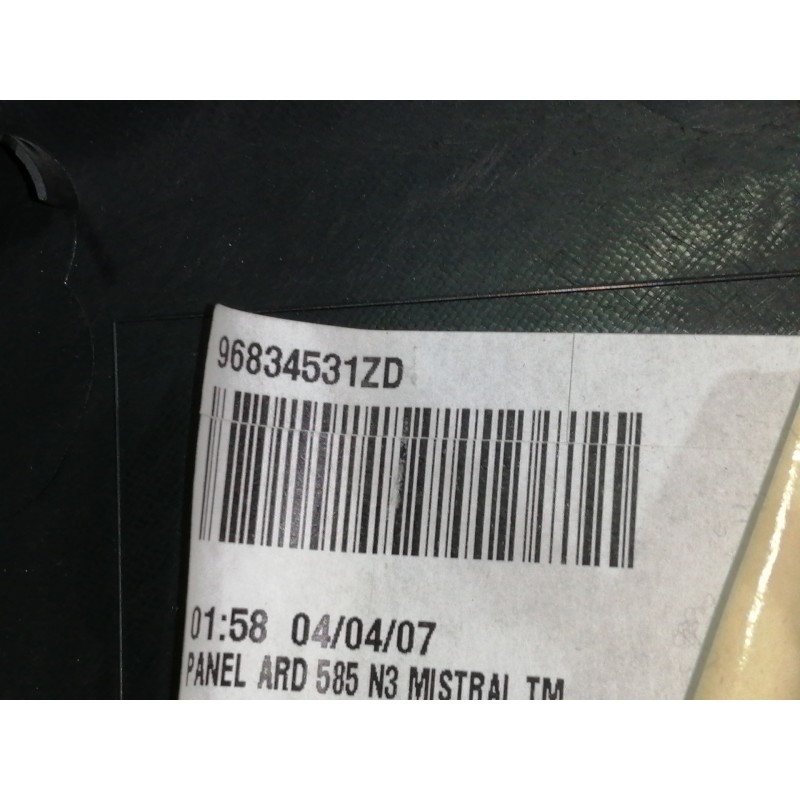 96834531ZD
01:58 04/04/07
PANEL ARD 585 N3 MISTRAL TM